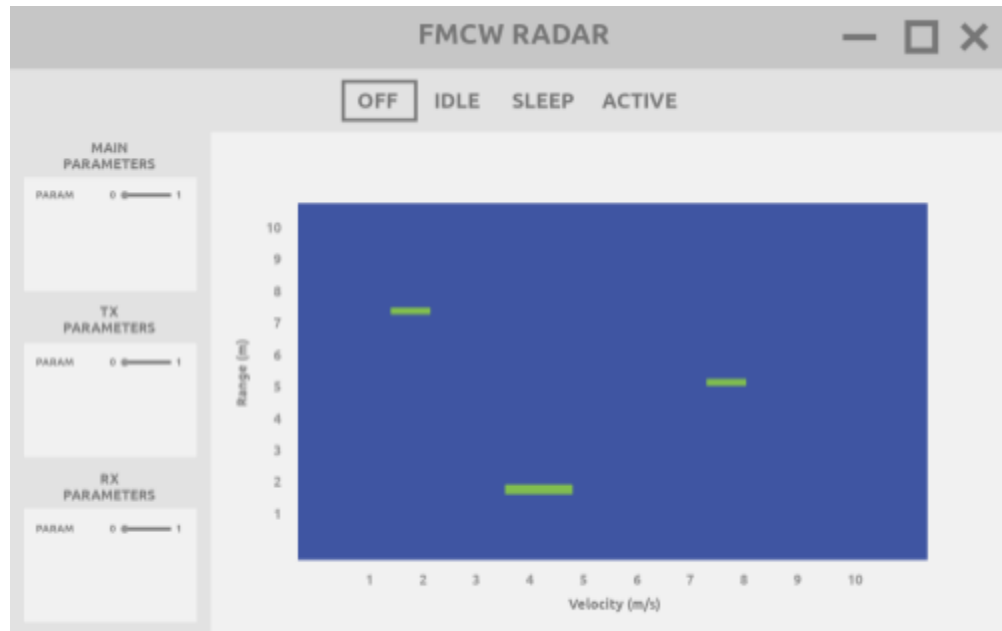 FMCW RADAR
OFF IDLE SLEEP ACTIVE
MAIN
PARAMETERS
PARAM 0 1
TX
PARAMETERS
PARAM 0 1
RX
PARAMETERS
PARAM 0 1
Range (m)
10
9
8
7
6
5
4
3
2
1
1 2 3 4 5 6 7 8 9 10
Velocity (m/s)